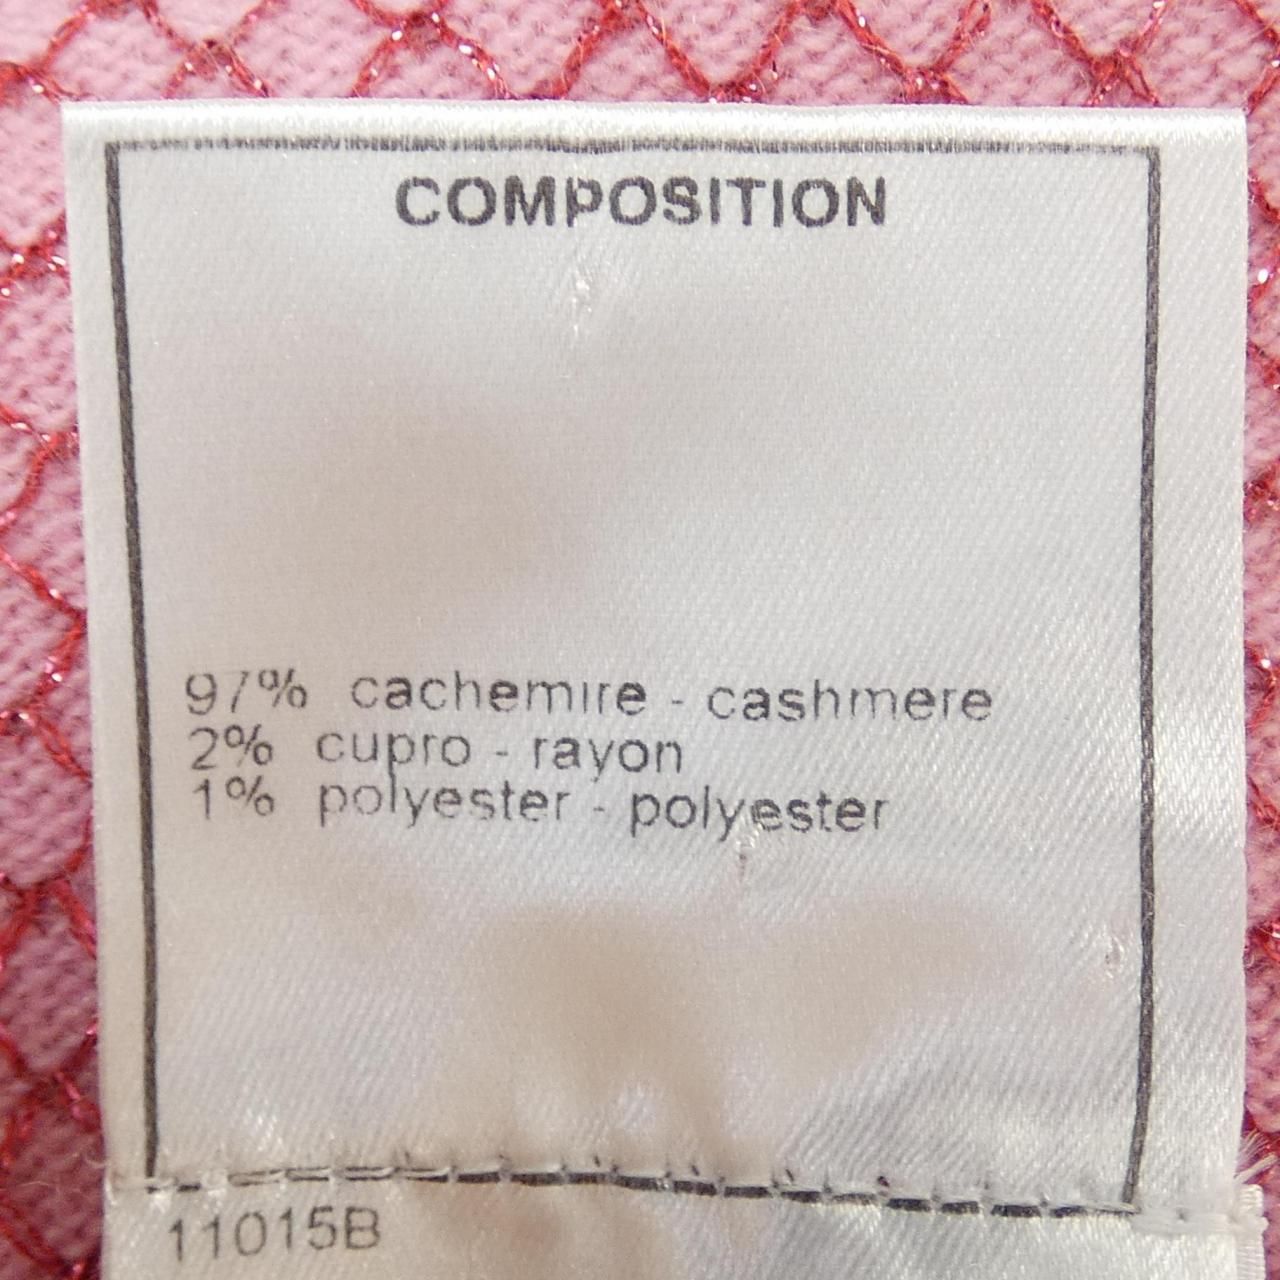 COMPOSITION
97% cachemire - cashmere
2% cupro - rayon
1% polyester - polyester
11015B